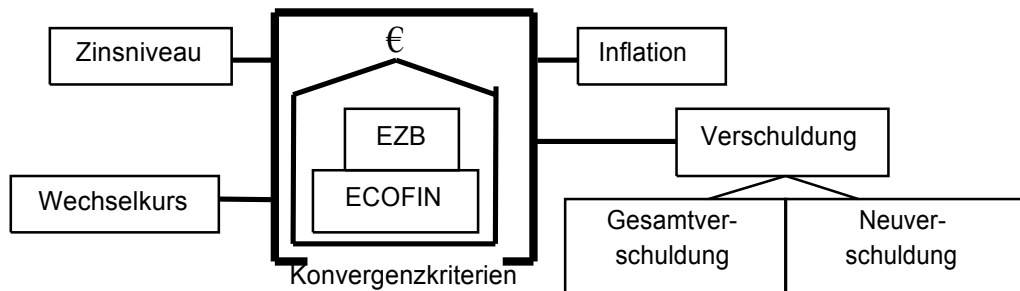 €
Zinsniveau
Inflation
EZB
Verschuldung
Wechselkurs
ECOFIN
Gesamtver-
schuldung
Neuver-
schuldung
Konvergenzkriterien